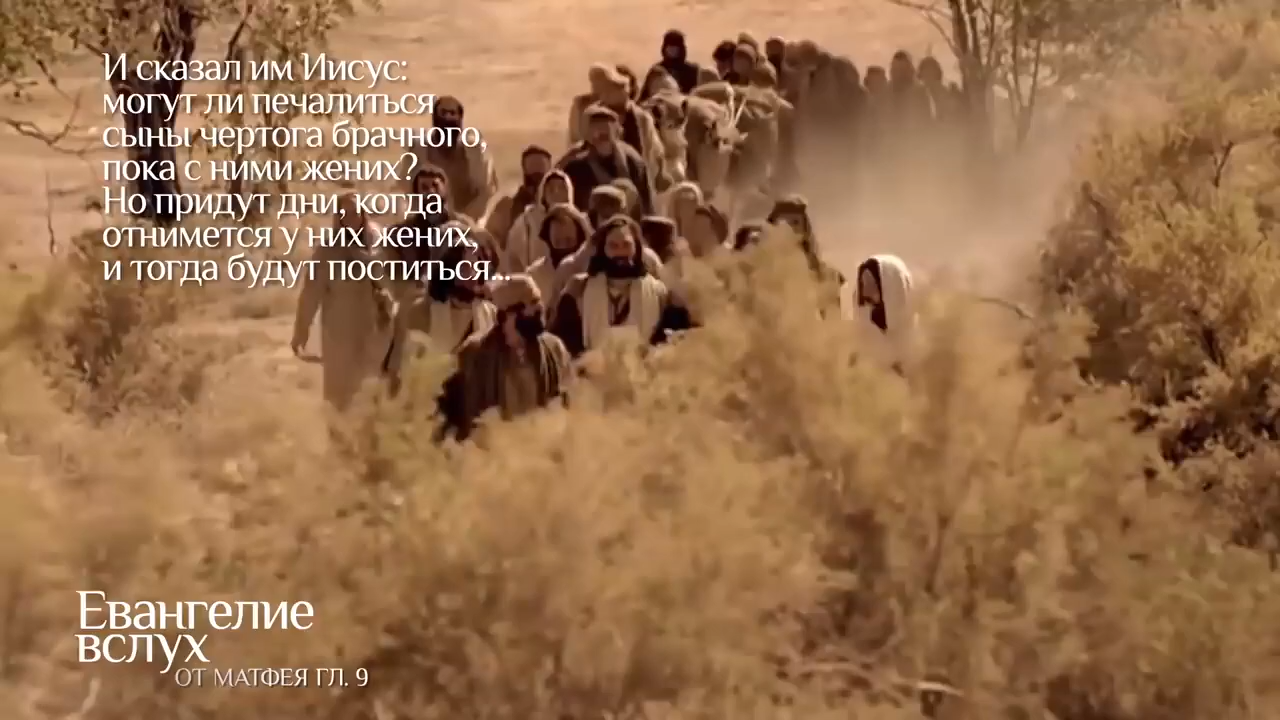 И сказал им Иисус:
могут ли печалиться
сыны чертога брачного,
пока с ними жених?
Но придут дни, когда
отнимется у них жених,
и тогда будут поститься...
Евангелие
вслух
ОТ МАТФЕЯ ГЛ. 9